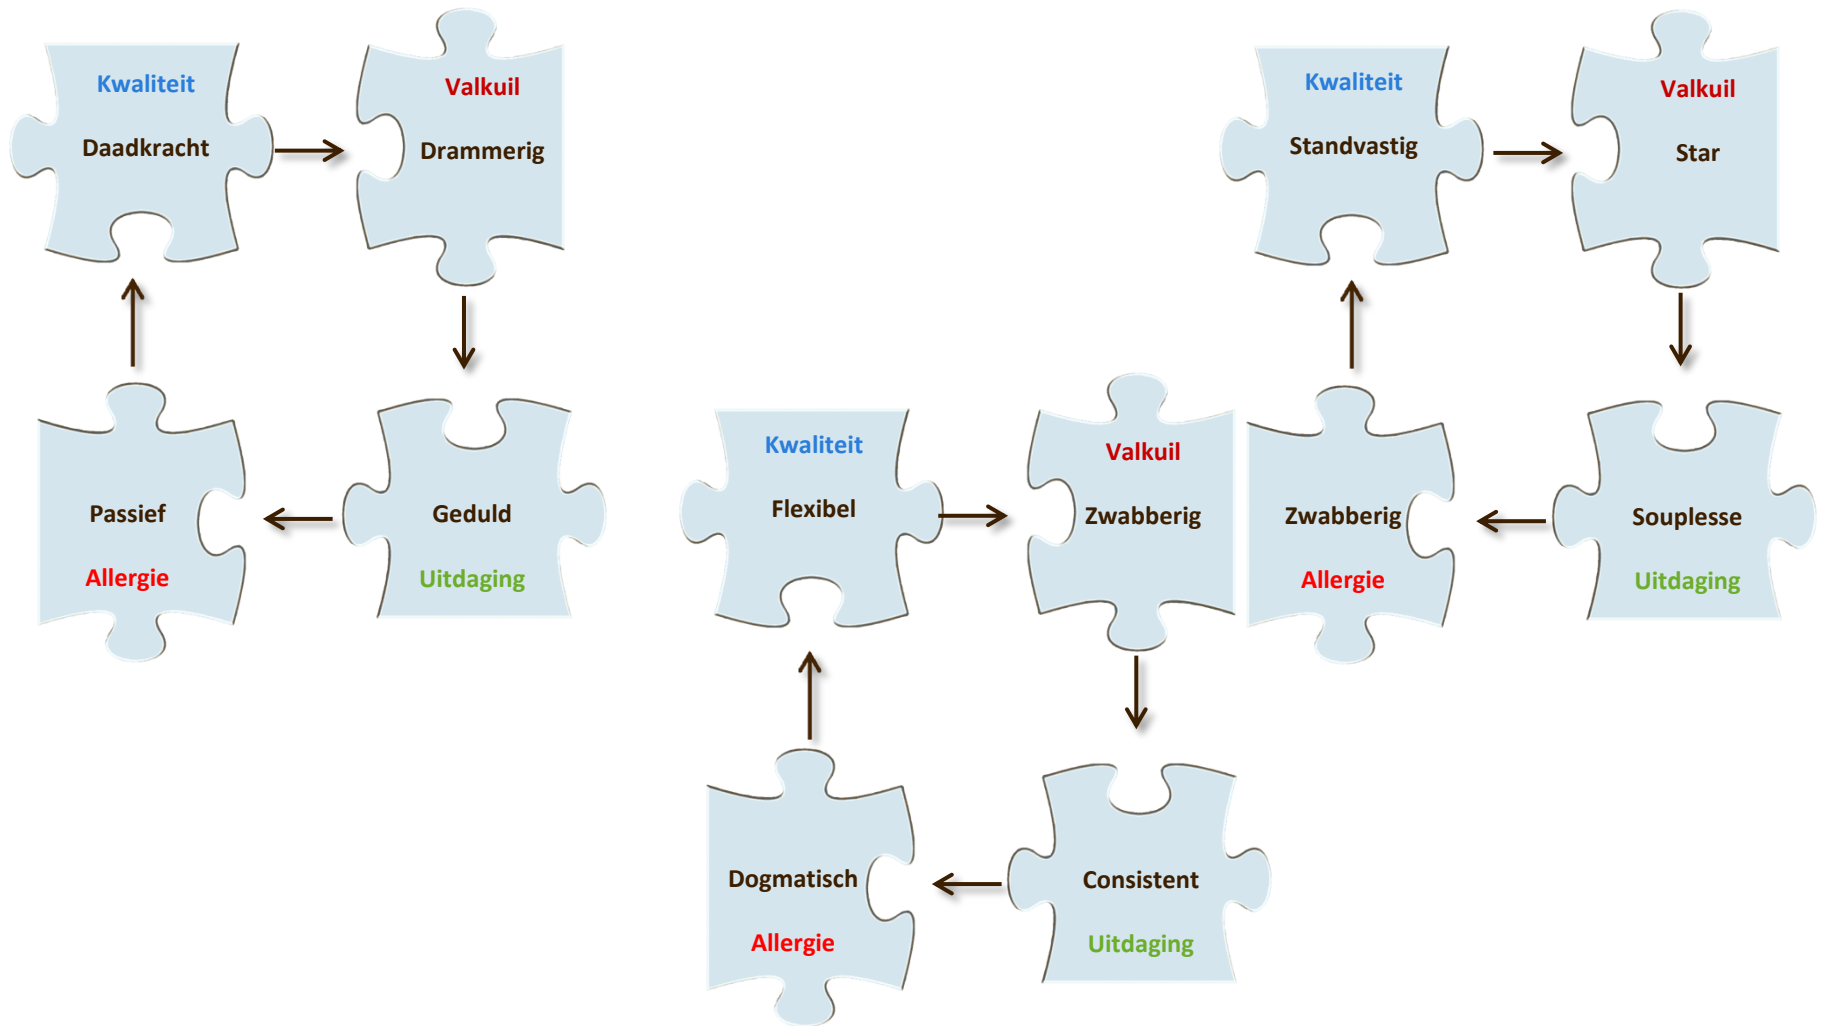 Kwaliteit
Daadkracht
Valkuil
Drammerig
Passief
Allergie
Geduld
Uitdaging
Kwaliteit
Flexibel
Valkuil
Zwabberig
Dogmatisch
Allergie
Consistent
Uitdaging
Kwaliteit
Standvastig
Valkuil
Star
Zwabberig
Allergie
Souplesse
Uitdaging